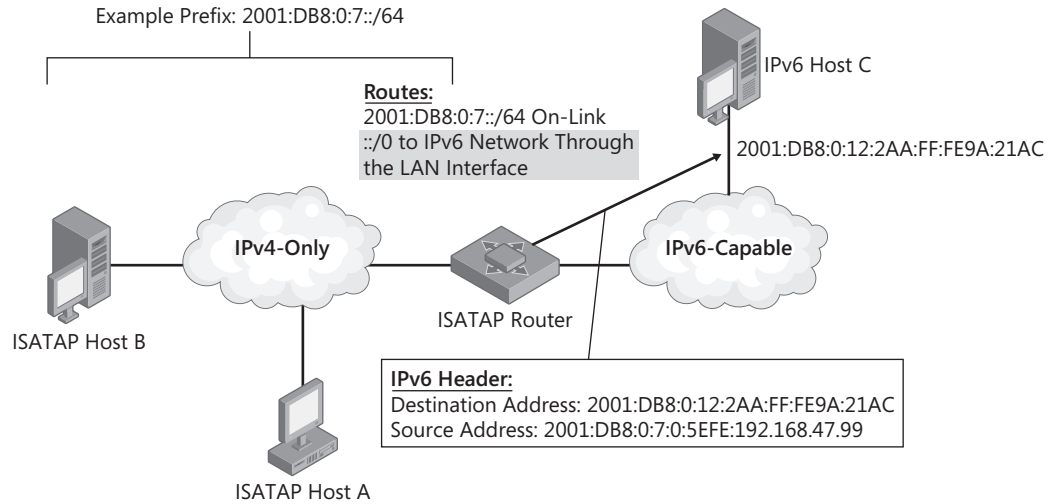 Example Prefix: 2001:DB8:0:7::/64
Routes:
2001:DB8:0:7::/64 On-Link
::/0 to IPv6 Network Through
the LAN Interface
IPv6 Host C
2001:DB8:0:12:2AA:FF:FE9A:21AC
IPv4-Only
IPv6-Capable
ISATAP Router
ISATAP Host B
IPv6 Header:
Destination Address: 2001:DB8:0:12:2AA:FF:FE9A:21AC
Source Address: 2001:DB8:0:7:0:5EFE:192.168.47.99
ISATAP Host A